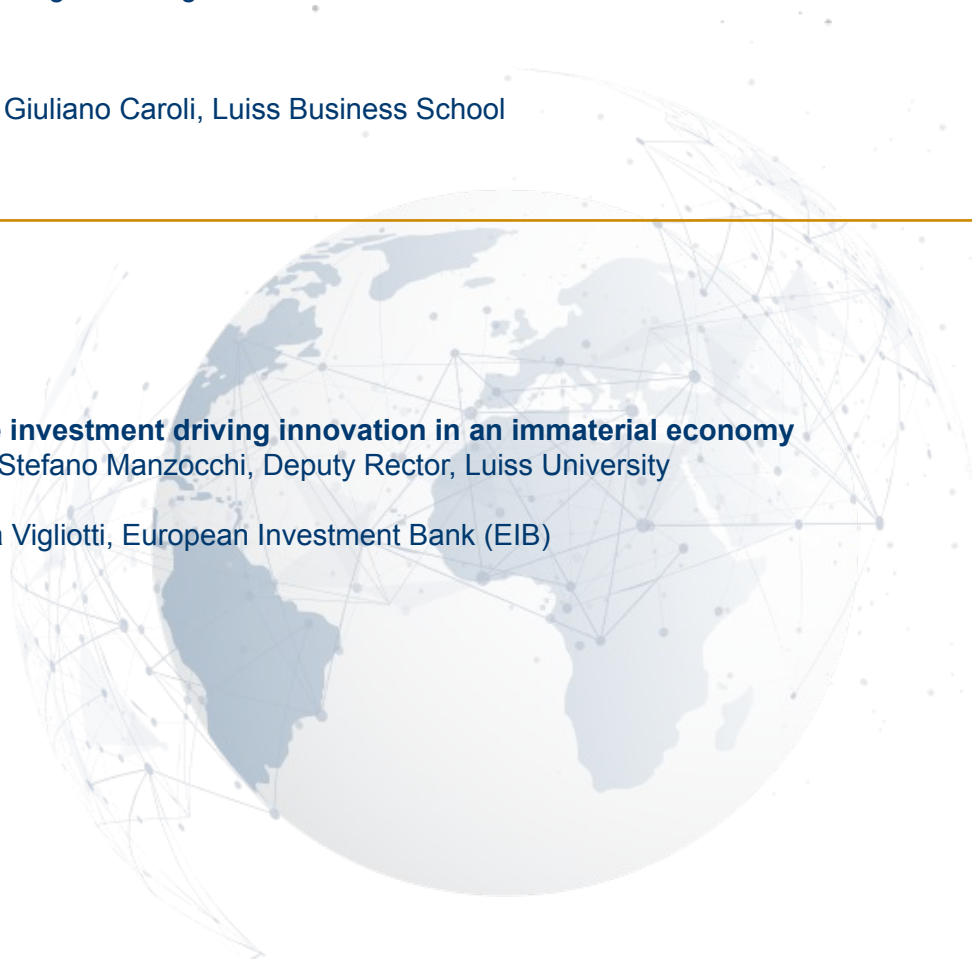 Giuliano Caroli, Luiss Business School
investment driving innovation in an immaterial economy
Stefano Manzocchi, Deputy Rector, Luiss University
Vigliotti, European Investment Bank (EIB)